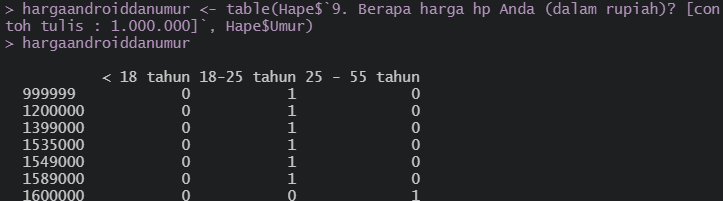 > hargaandroiddanumur <- table(Hape$`9. Berapa harga hp Anda (dalam rupiah)? [con
toh tulis : 1.000.000]`, Hape$Umur)
> hargaandroiddanumur
< 18 tahun 18-25 tahun 25 - 55 tahun
999999 0 1 0
1200000 0 1 0
1399000 0 1 0
1535000 0 1 0
1549000 0 1 0
1589000 0 1 0
1600000 0 0 1